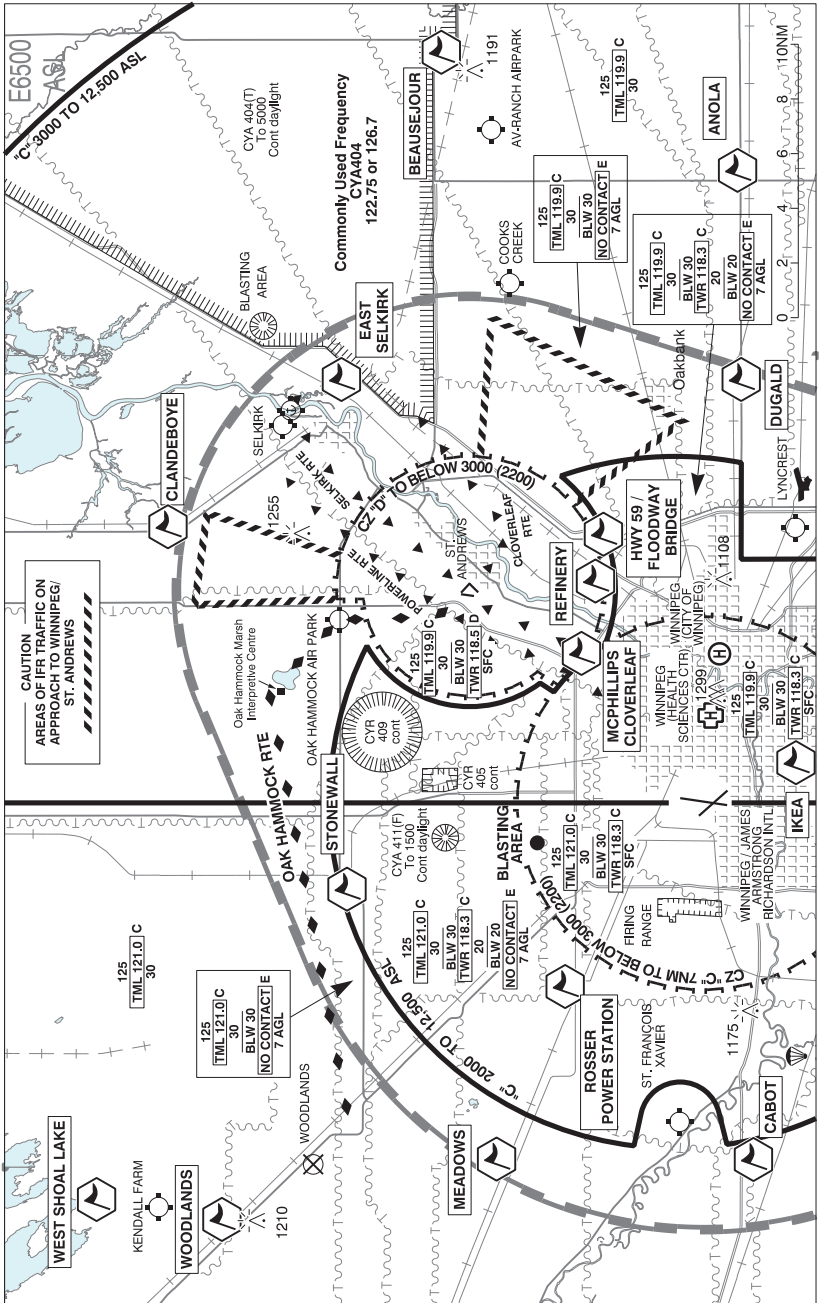 WEST SHOAL LAKE
KENDALL FARM
WOODLANDS
1210
WOODLANDS
125
TML 121.0 C
30
125
TML 121.0 C
30
BLW 30
NO CONTACT E
7 AGL
OAK HAMMOCK RTE
CAUTION
AREAS OF IFR TRAFFIC ON
APPROACH TO WINNIPEG/
ST. ANDREWS
Oak Hammock Marsh
Interpretive Centre
OAK HAMMOCK AIR PARK
CLANDEBOYE
1255
SELKIRK
SELKIRK RTE
POWERLINE RTE
BLASTING
AREA
EAST
SELKIRK
"C" 3000 TO 12,500 ASL
E6500
ASL
CYA 404(T)
To 5000
Cont daylight
Commonly Used Frequency
CYA404
122.75 or 126.7
BEAUSEJOUR
1191
AV-RANCH AIRPARK
COOKS
CREEK
125
TML 119.9 C
30
STONEWALL
CYR
409
cont
CYR 405
cont
CYA 411(F)
To 1500
Cont daylight
"C" 2000 TO 12,500 ASL
125
TML 121.0 C
30
BLW 30
TWR 118.3 C
20
BLW 20
NO CONTACT E
7 AGL
125
TML 119.9 C
30
BLW 30
TWR 118.5 D
SFC
ST.
ANDREWS
CLOVERLEAF
RTE
CZ "D" TO BELOW 3000 (2200)
125
TML 119.9 C
30
BLW 30
NO CONTACT E
7 AGL
125
TML 119.9 C
30
BLW 30
TWR 118.3 C
20
BLW 20
NO CONTACT E
7 AGL
Oakbank
ANOLA
DUGALD
LYNCREST
MEADOWS
ROSSER
POWER STATION
BLASTING
AREA
125
TML 121.0 C
30
BLW 30
TWR 118.3 C
SFC
CZ "C" 7NM TO BELOW 3000 (2200)
FIRING
RANGE
ST. FRANÇOIS
XAVIER
1175
CABOT
WINNIPEG / JAMES
ARMSTRONG
RICHARDSON INTL
IKEA
MCPHILLIPS
CLOVERLEAF
REFINERY
HWY 59 /
FLOODWAY
BRIDGE
WINNIPEG
(HEALTH
SCIENCES CTR)
1299
WINNIPEG
(CITY OF
WINNIPEG)
1108
H
H
125
TML 119.9 C
30
BLW 30
TWR 118.3 C
SFC
0 2 4 6 8 10NM